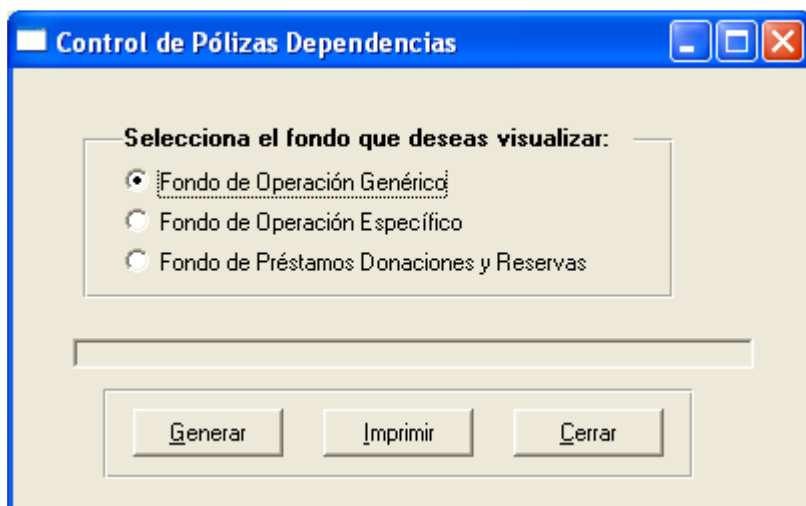 Control de Pólizas Dependencias
Selecciona el fondo que deseas visualizar:
Fondo de Operación Genérico
Fondo de Operación Específico
Fondo de Préstamos Donaciones y Reservas
Generar Imprimir Cerrar